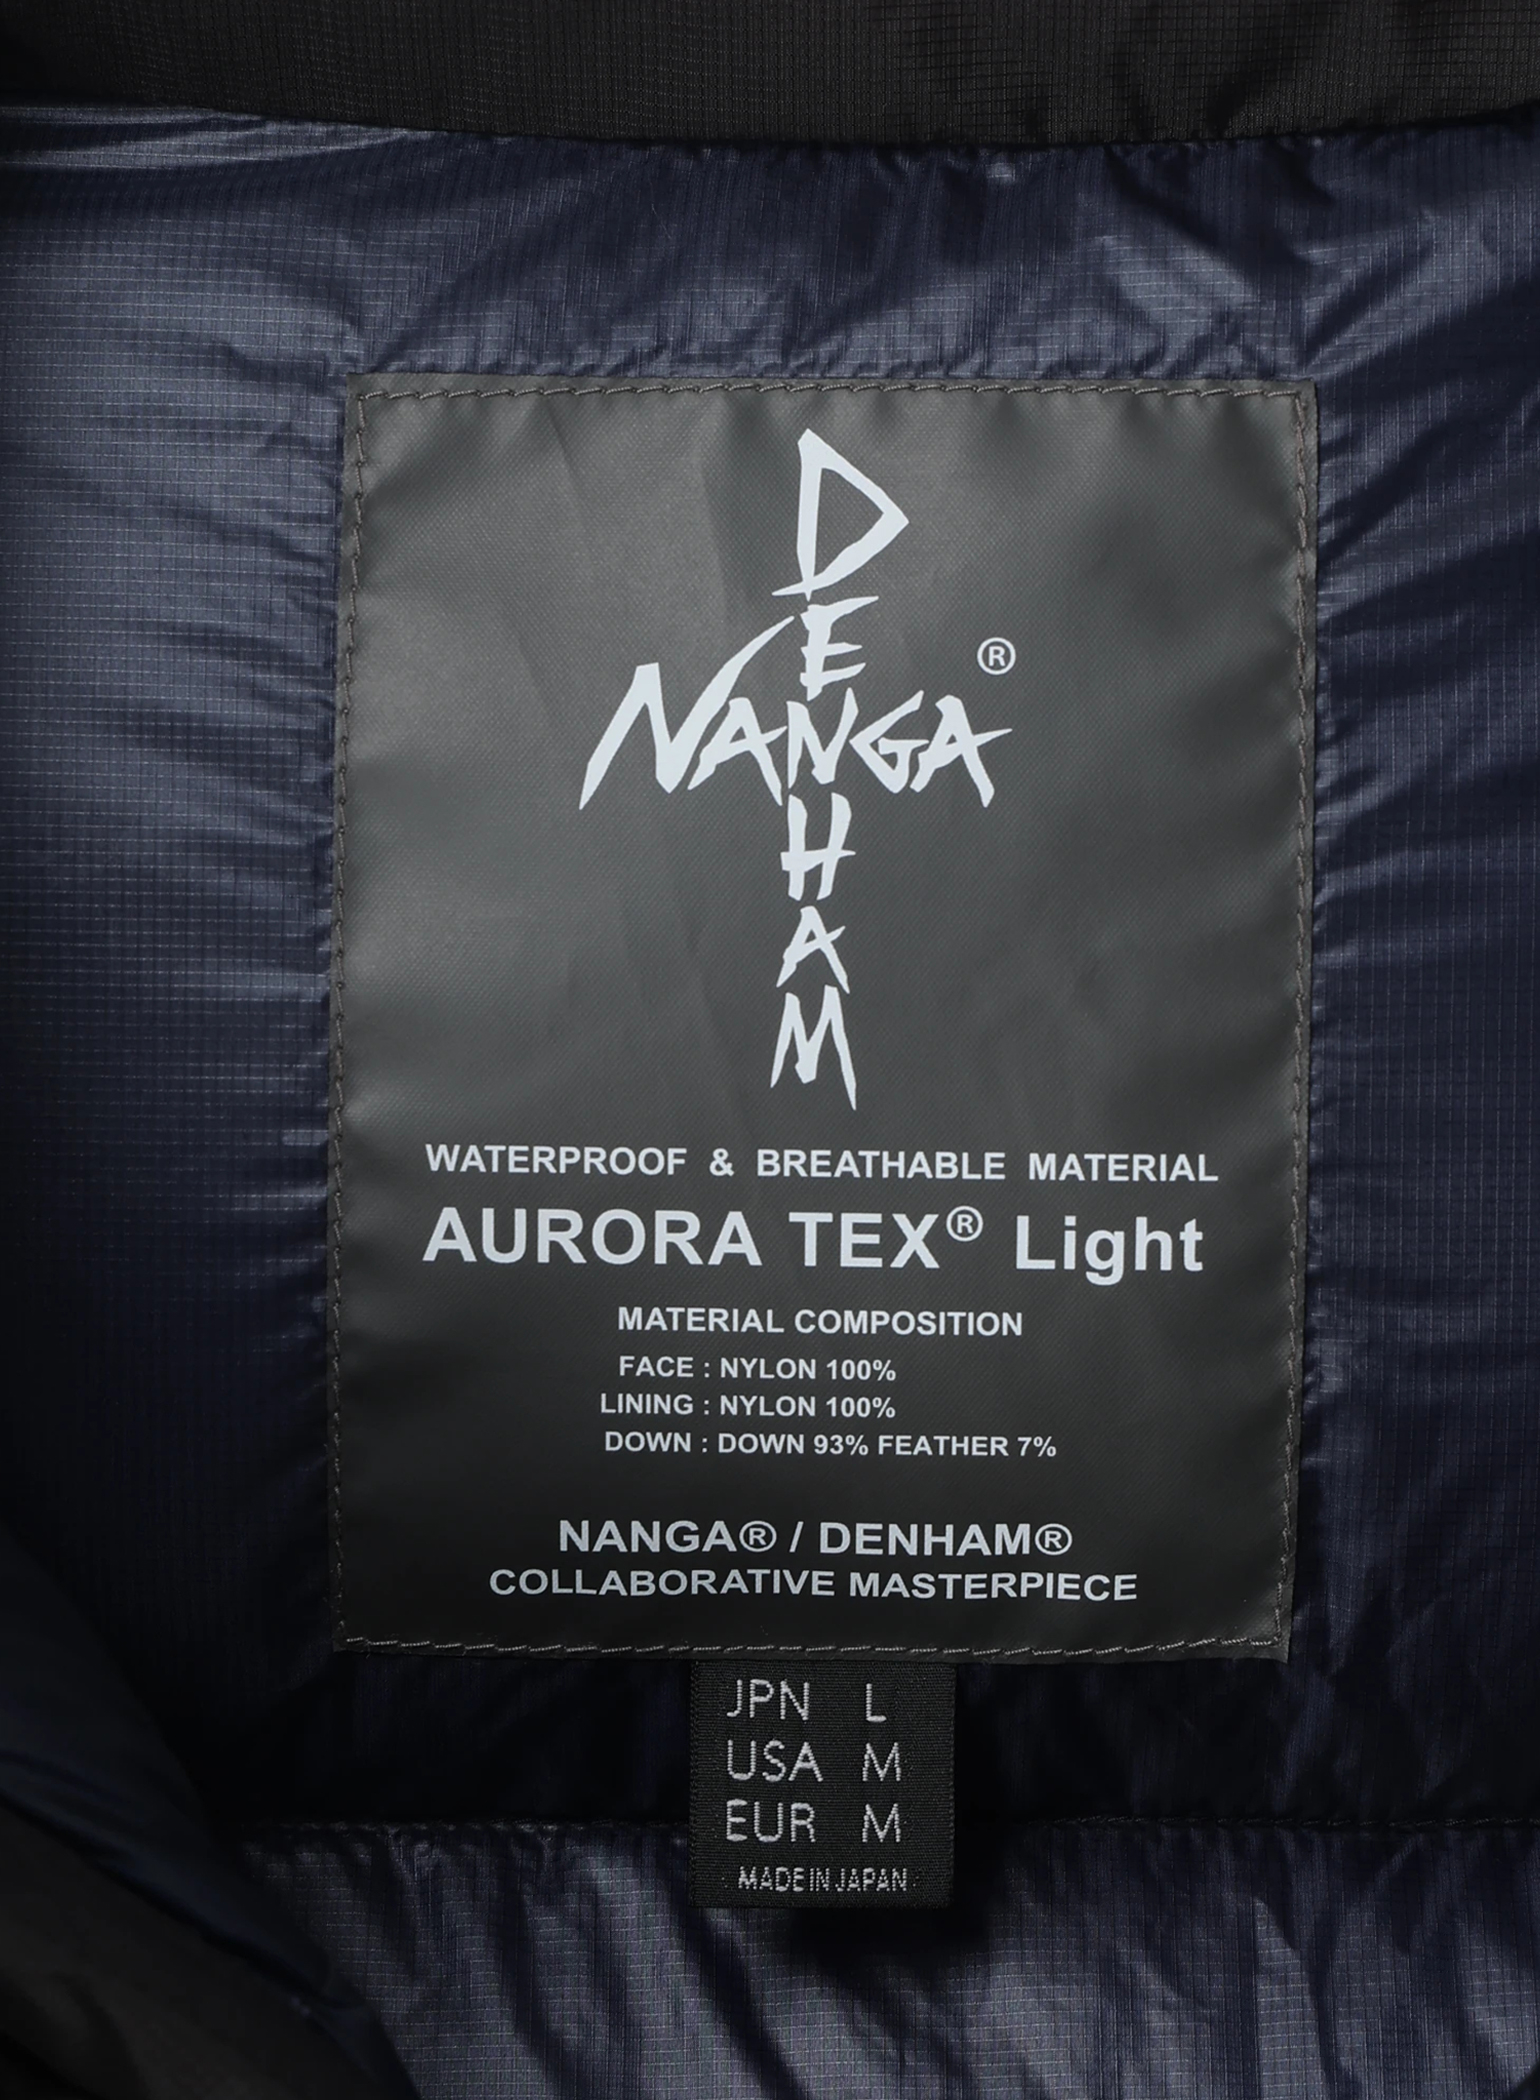 DENHAM
NANGA®
WATERPROOF & BREATHABLE MATERIAL
AURORA TEX® Light
MATERIAL COMPOSITION
FACE : NYLON 100%
LINING : NYLON 100%
DOWN : DOWN 93% FEATHER 7%
NANGA® / DENHAM®
COLLABORATIVE MASTERPIECE
JPN L
USA M
EUR M
MADE IN JAPAN